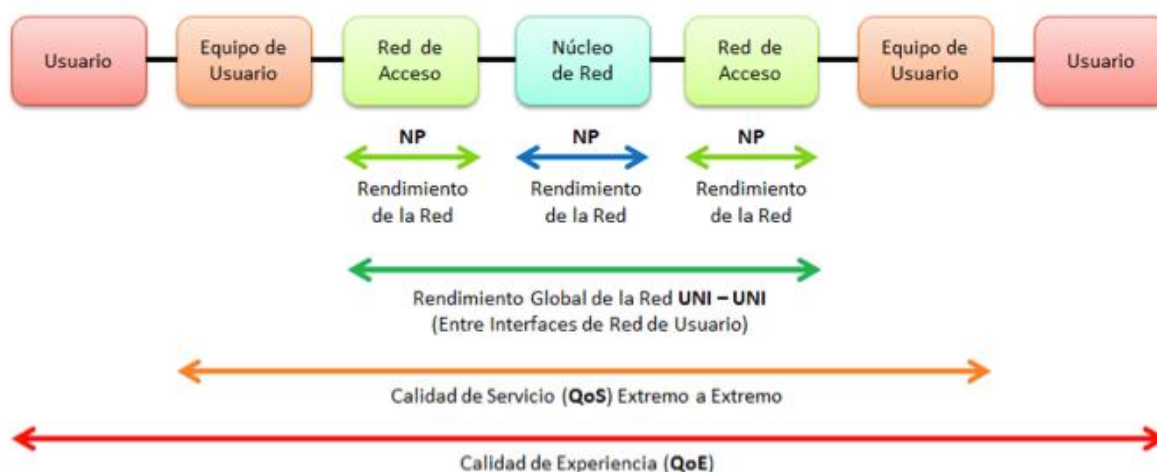 Usuario
Equipo de
Usuario
Red de
Acceso
Núcleo
de Red
Red de
Acceso
Equipo de
Usuario
Usuario
NP
Rendimiento
de la Red
NP
Rendimiento
de la Red
NP
Rendimiento
de la Red
Rendimiento Global de la Red UNI – UNI
(Entre Interfaces de Red de Usuario)
Calidad de Servicio (QoS) Extremo a Extremo
Calidad de Experiencia (QoE)